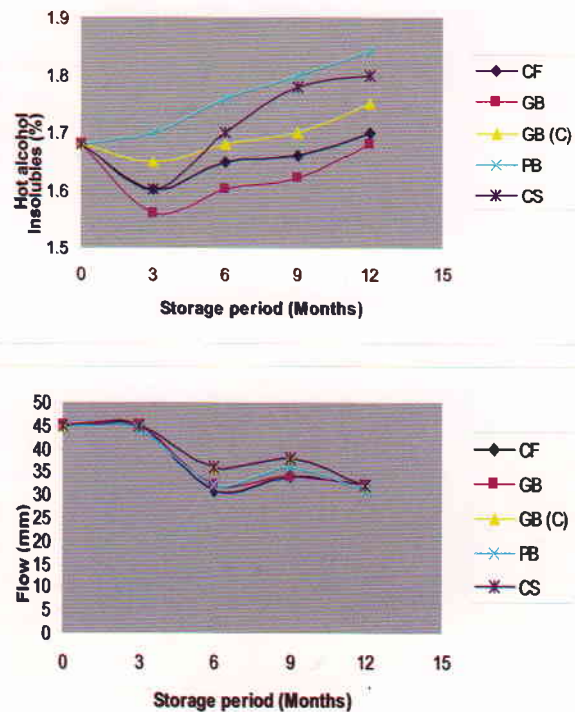 1.9
1.8
1.7
1.6
1.5
Hot alcohol
Insolubles (%)
0 3 6 9 12 15
Storage period (Months)
CF
GB
GB (C)
PB
CS
50
45
40
35
30
25
20
15
10
5
0
Flow (mm)
0 3 6 9 12 15
Storage period (Months)
CF
GB
GB (C)
PB
CS